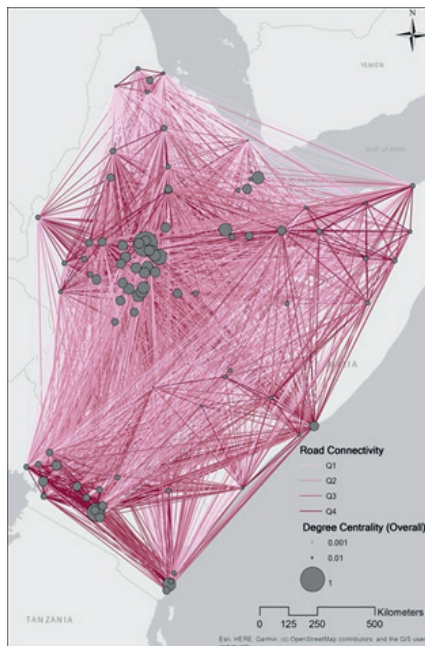 N
YEMEN
Gulf of Aden
Road Connectivity
Q1
Q2
Q3
Q4
Degree Centrality (Overall)
0.001
0.01
1
Kilometers
0 125 250 500
TANZANIA
Esri, HERE, Garmin, (c) OpenStreetMap contributors, and the GIS user
community